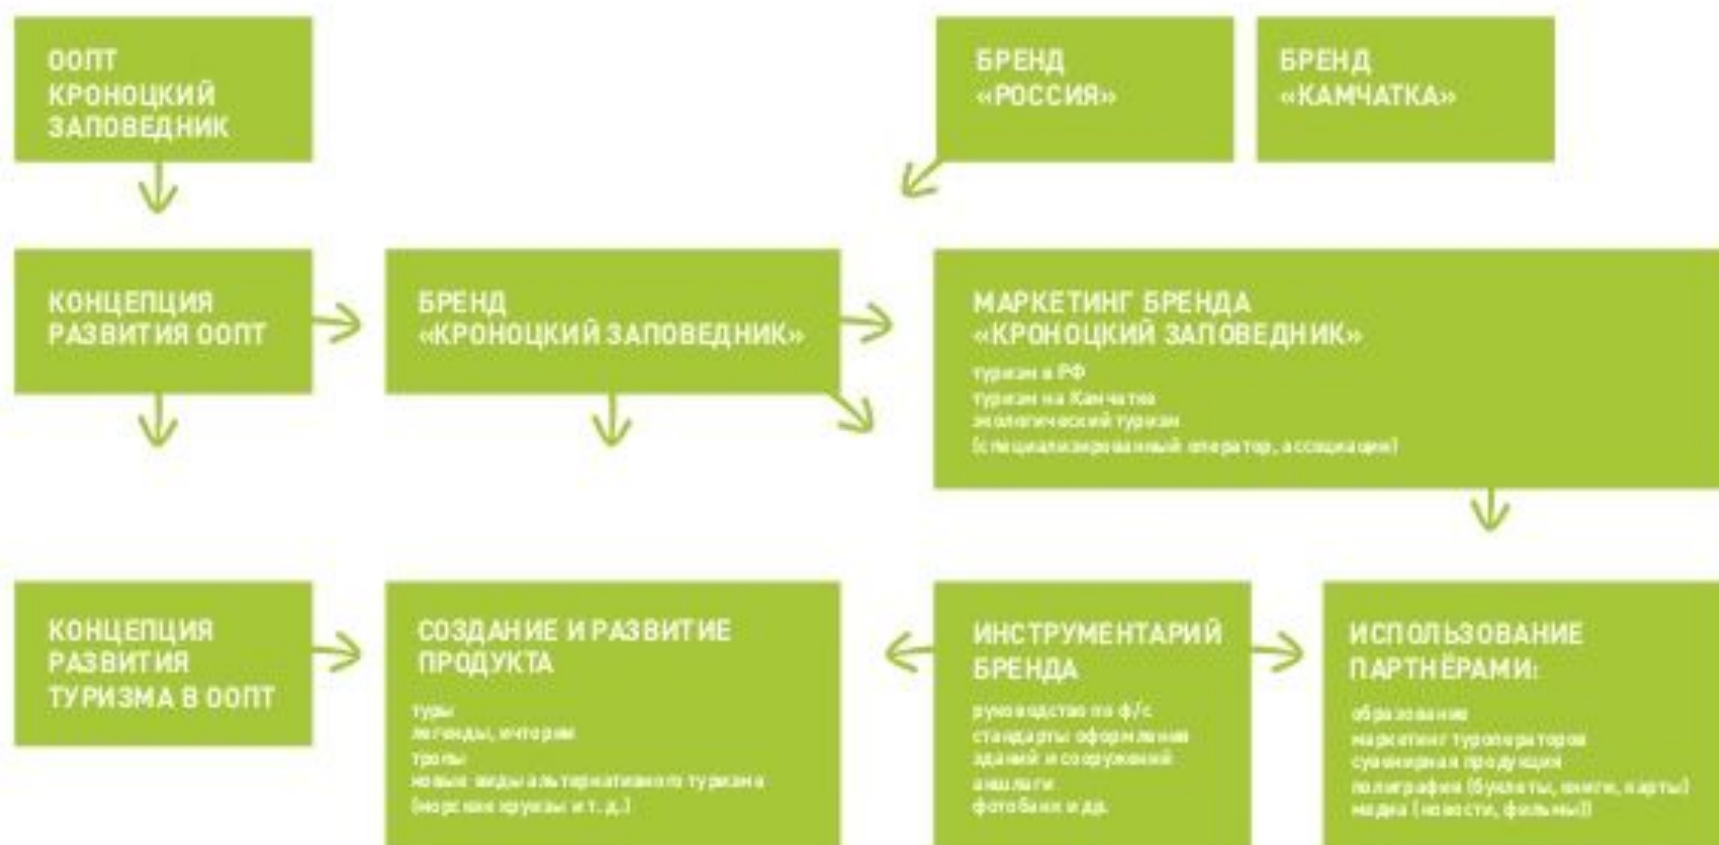 ООПТ
КРОНОЦКИЙ
ЗАПОВЕДНИК
БРЕНД
«РОССИЯ»
БРЕНД
«КАМЧАТКА»
КОНЦЕПЦИЯ
РАЗВИТИЯ ООПТ
БРЕНД
«КРОНОЦКИЙ ЗАПОВЕДНИК»
МАРКЕТИНГ БРЕНДА
«КРОНОЦКИЙ ЗАПОВЕДНИК»
туризм в РФ
туризм на Камчатке
экологический туризм
(специализированный оператор, ассоциации)
КОНЦЕПЦИЯ
РАЗВИТИЯ
ТУРИЗМА В ООПТ
СОЗДАНИЕ И РАЗВИТИЕ
ПРОДУКТА
туры
легенды,
тропы
новые виды альтернативного туризма
(морские круизы и т. д.)
ИНСТРУМЕНТАРИЙ
БРЕНДА
руководство по ф/с
стандарты оформления
зданий и сооружений
аншлаги
фотобанк и др.
ИСПОЛЬЗОВАНИЕ
ПАРТНЁРАМИ:
образование
маркетинг туроператоров
сувенирная продукция
полиграфия (буклеты, книги, карты)
медиа (новости, фильмы))